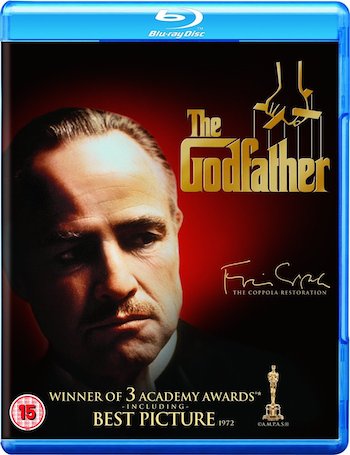 Blu-ray Disc
The
Godfather
THE COPPOLA RESTORATION
WINNER OF 3 ACADEMY AWARDS®*
-INCLUDING-
BEST PICTURE 1972
15
©A.M.P.A.S.®